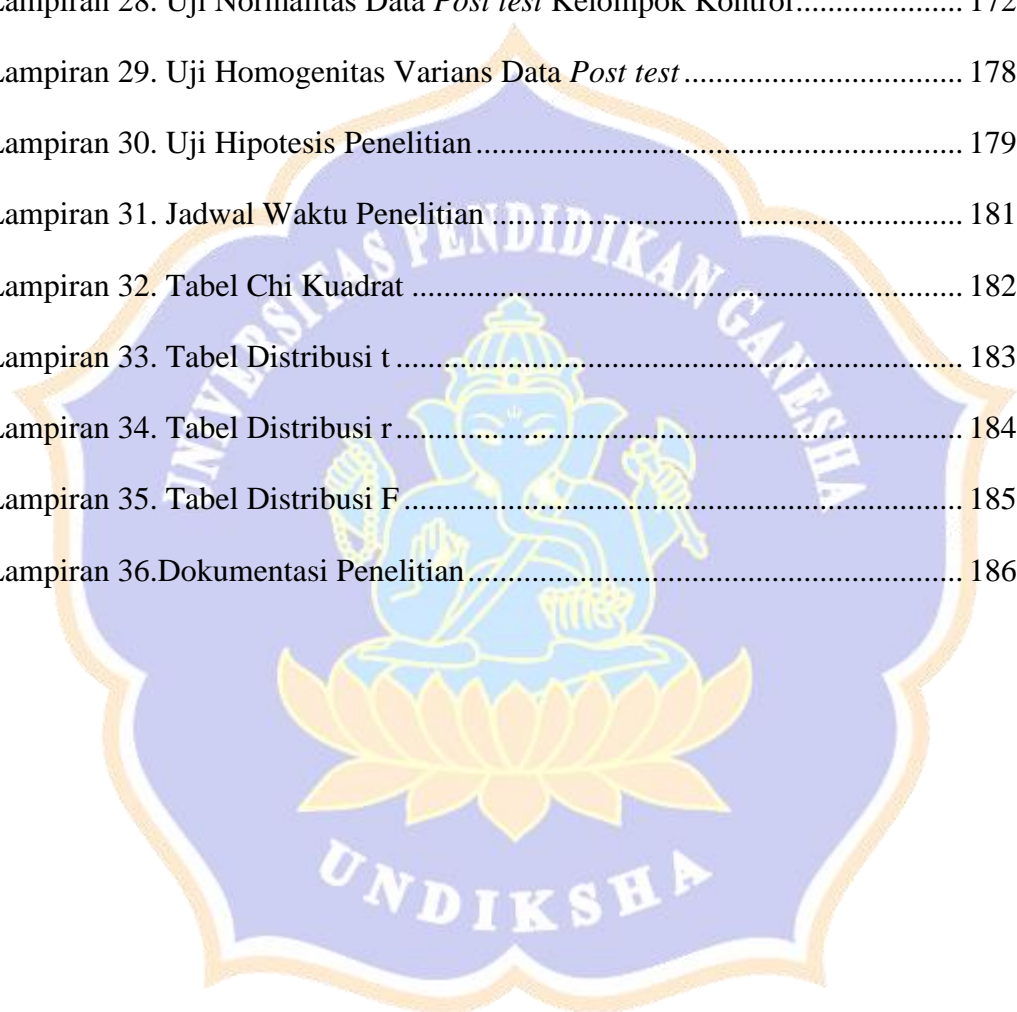 Lampiran 28. Uji Normalitas Data Post test Kelompok Kontrol..................... 172
Lampiran 29. Uji Homogenitas Varians Data Post test................................... 178
Lampiran 30. Uji Hipotesis Penelitian............................................................. 179
Lampiran 31. Jadwal Waktu Penelitian........................................................... 181
Lampiran 32. Tabel Chi Kuadrat..................................................................... 182
Lampiran 33. Tabel Distribusi t....................................................................... 183
Lampiran 34. Tabel Distribusi r....................................................................... 184
Lampiran 35. Tabel Distribusi F...................................................................... 185
Lampiran 36.Dokumentasi Penelitian.............................................................. 186
UNIVERSITAS PENDIDIKAN GANESHA
UNDIKSHA